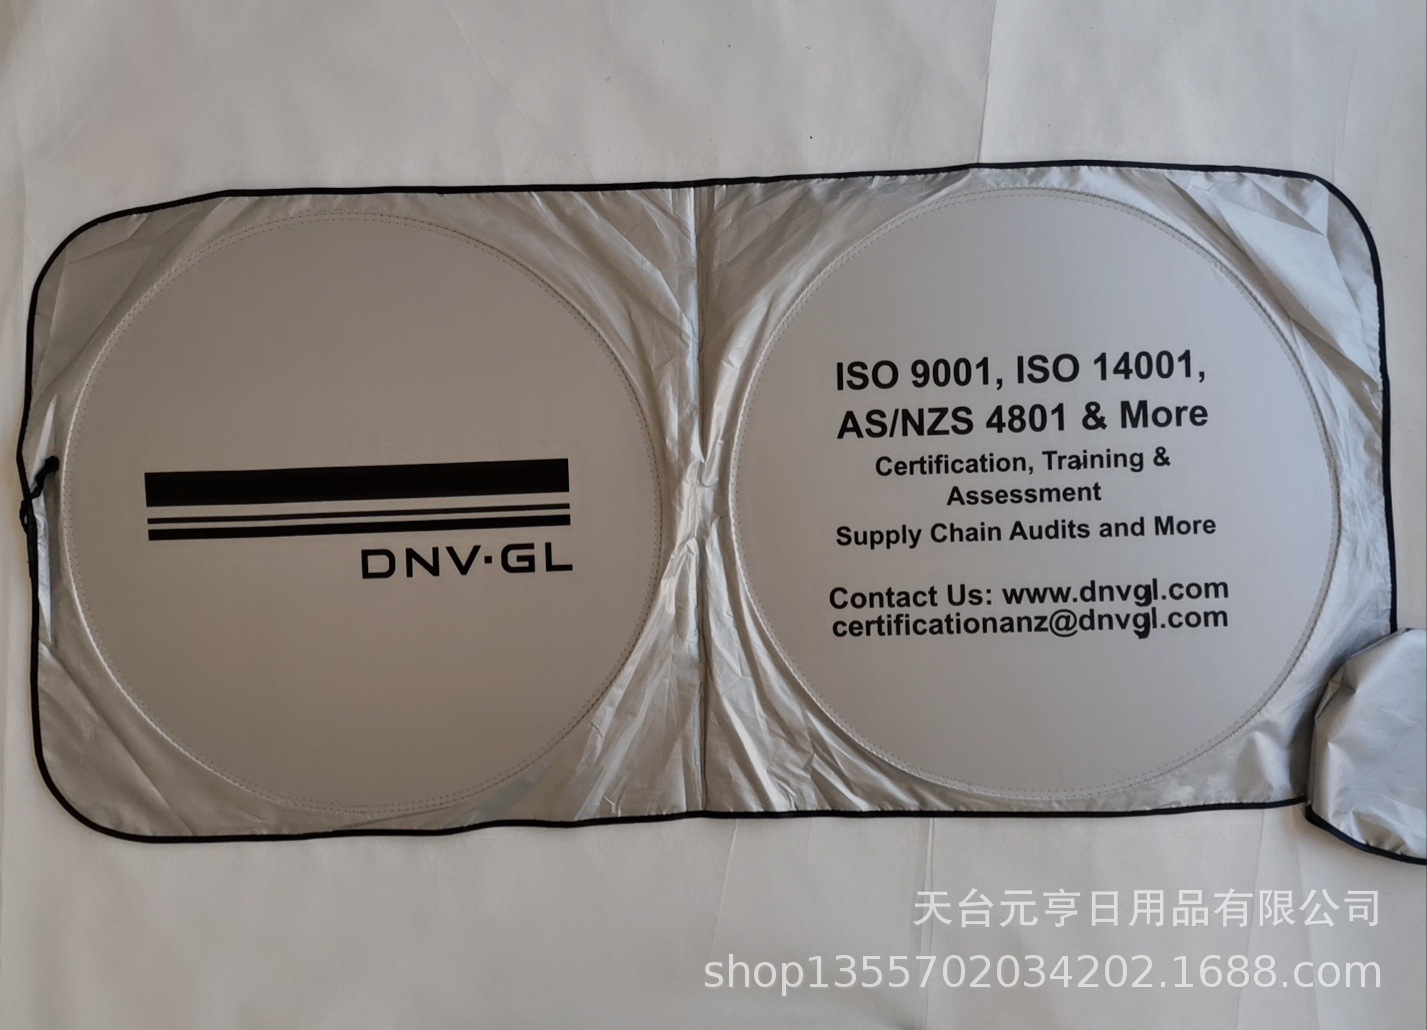 DNV·GL
ISO 9001, ISO 14001,
AS/NZS 4801 & More
Certification, Training &
Assessment
Supply Chain Audits and More
Contact Us: www.dnvgl.com
certificationanz@dnvgl.com
天台元亨日用品有限公司
shop1355702034202.1688.com